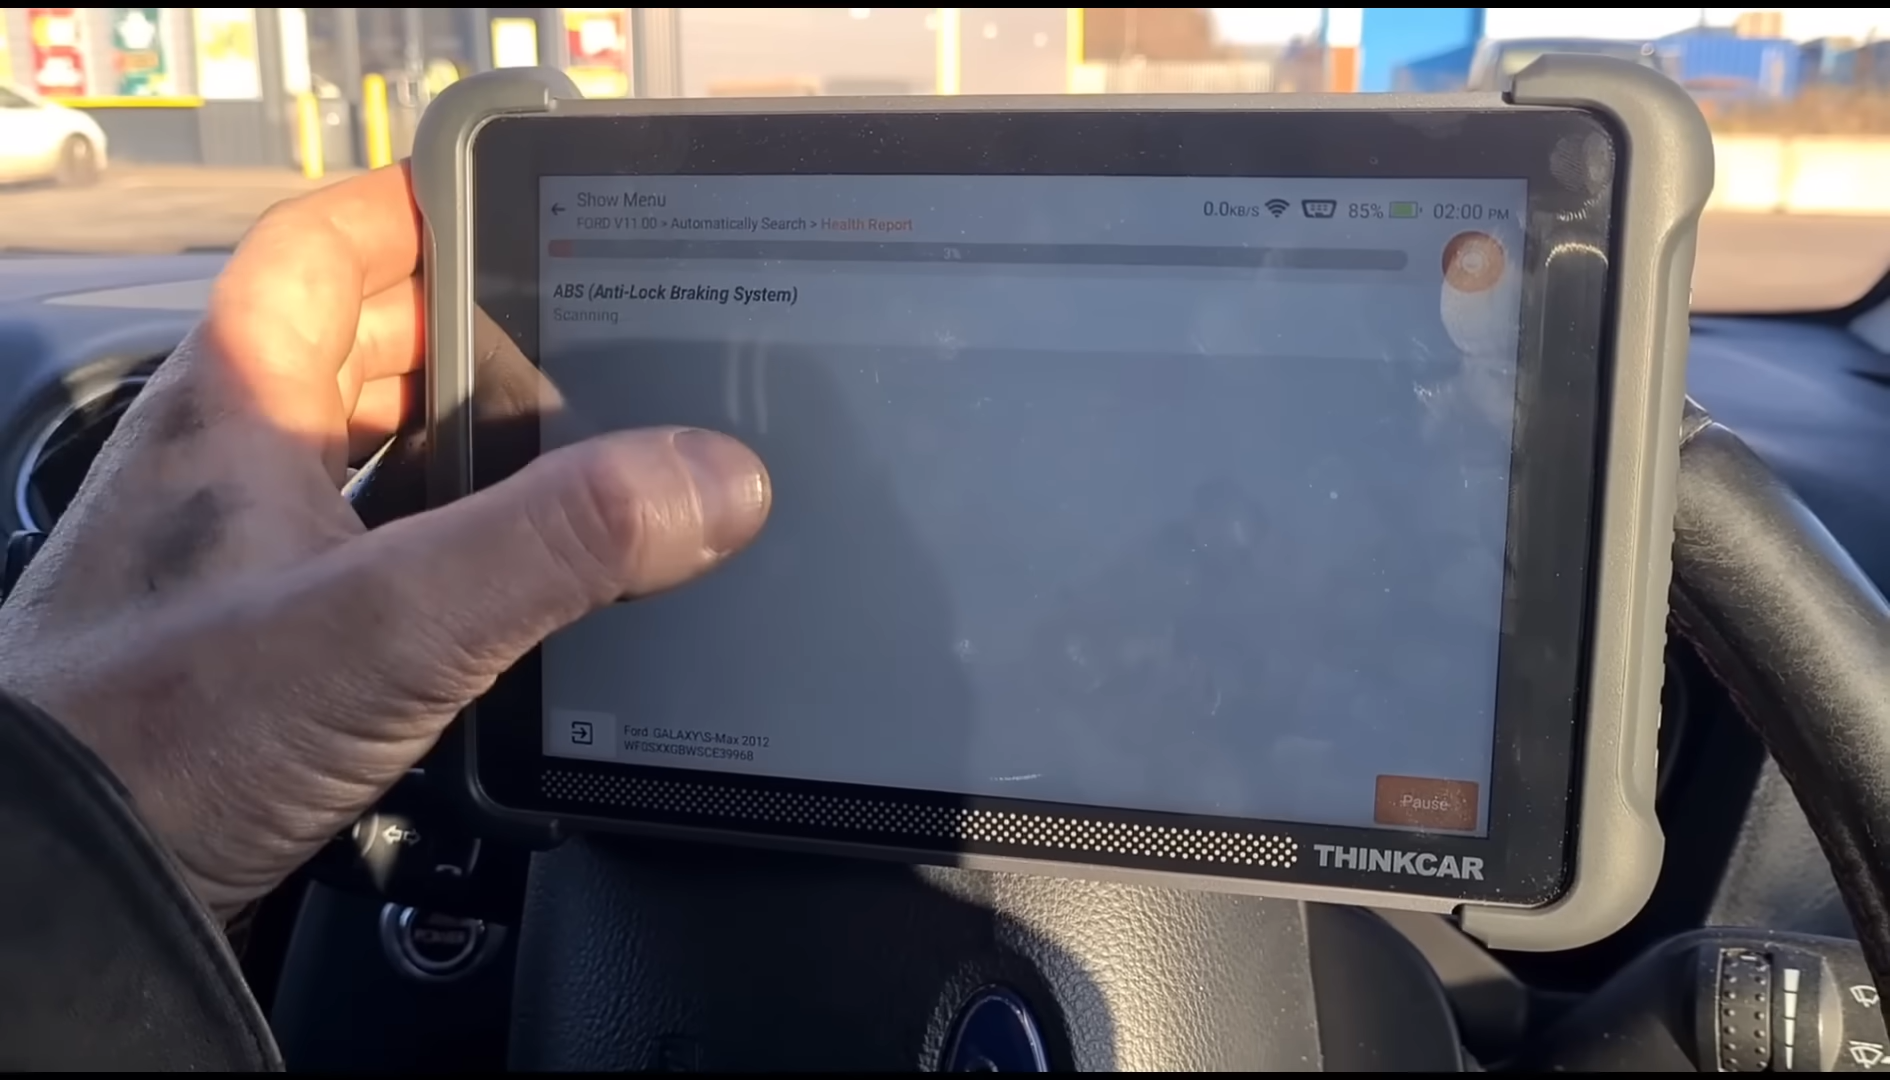 Show Menu
FORD V11.00 > Automatically Search > Health Report
0.0KB/S 85% 02:00 PM
3%
ABS (Anti-Lock Braking System)
Scanning
Ford GALAXY\S-Max 2012
WF0SXXGBWSCE39968
Pause
THINKCAR